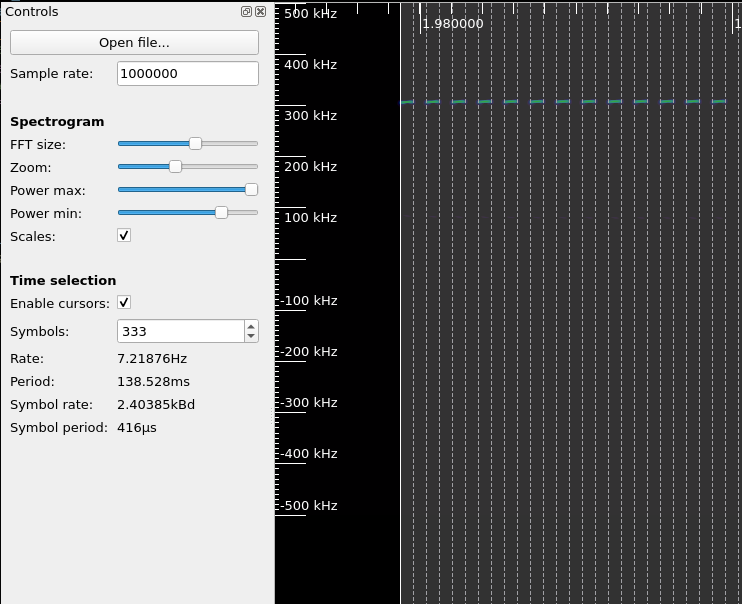 Controls
Open file...
Sample rate: 1000000
Spectrogram
FFT size:
Zoom:
Power max:
Power min:
Scales:
Time selection
Enable cursors:
Symbols: 333
Rate: 7.21876Hz
Period: 138.528ms
Symbol rate: 2.40385kBd
Symbol period: 416µs
500 kHz
400 kHz
300 kHz
200 kHz
100 kHz
-100 kHz
-200 kHz
-300 kHz
-400 kHz
-500 kHz
1.980000
1